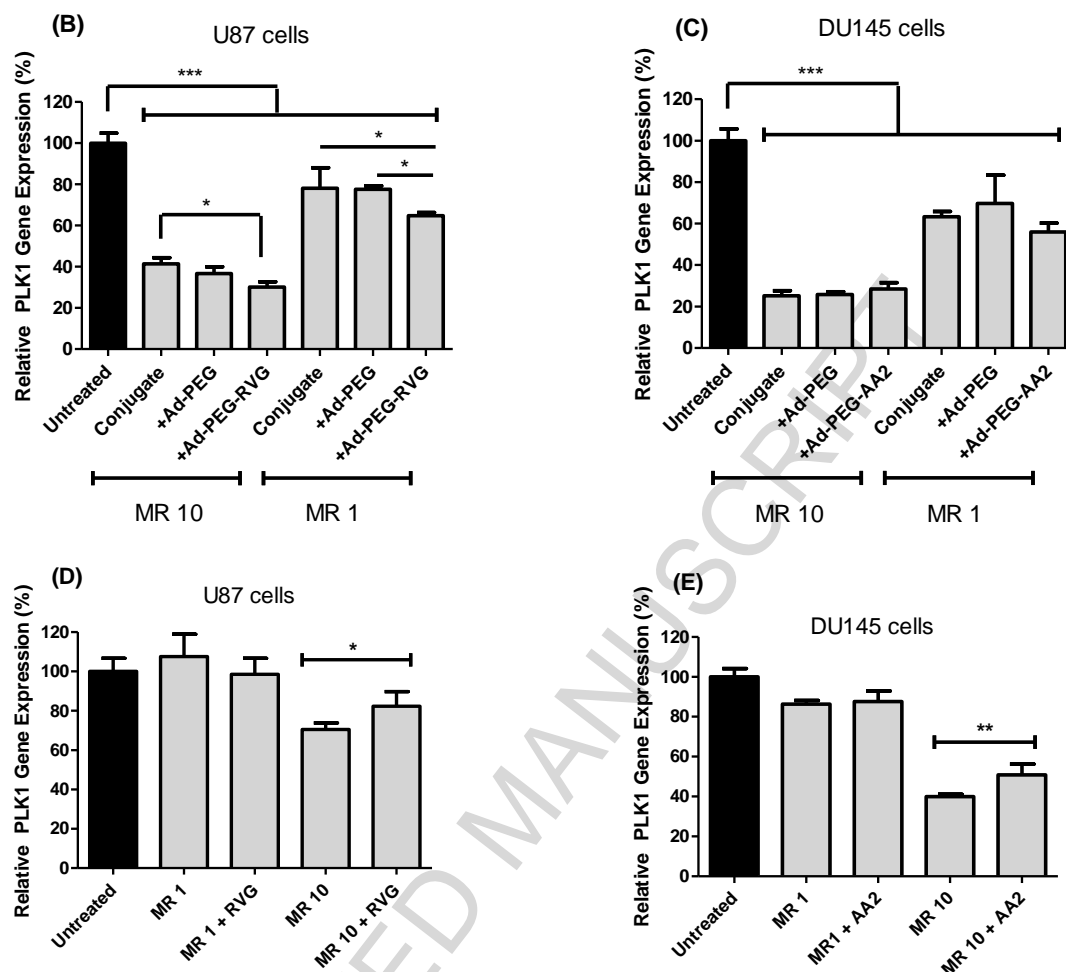 (B)
U87 cells
Relative PLK1 Gene Expression (%)
120
100
80
60
40
20
0
***
*
*
*
Untreated
Conjugate
+Ad-PEG
+Ad-PEG-RVG
Conjugate
+Ad-PEG
+Ad-PEG-RVG
MR 10
MR 1
(C)
DU145 cells
Relative PLK1 Gene Expression (%)
120
100
80
60
40
20
0
***
Untreated
Conjugate
+Ad-PEG
+Ad-PEG-AA2
Conjugate
+Ad-PEG
+Ad-PEG-AA2
MR 10
MR 1
(D)
U87 cells
Relative PLK1 Gene Expression (%)
120
100
80
60
40
20
0
*
Untreated
MR 1
MR 1 + RVG
MR 10
MR 10 + RVG
(E)
DU145 cells
Relative PLK1 Gene Expression (%)
120
100
80
60
40
20
0
**
Untreated
MR 1
MR1 + AA2
MR 10
MR 10 + AA2
ED MANUSCRIPT